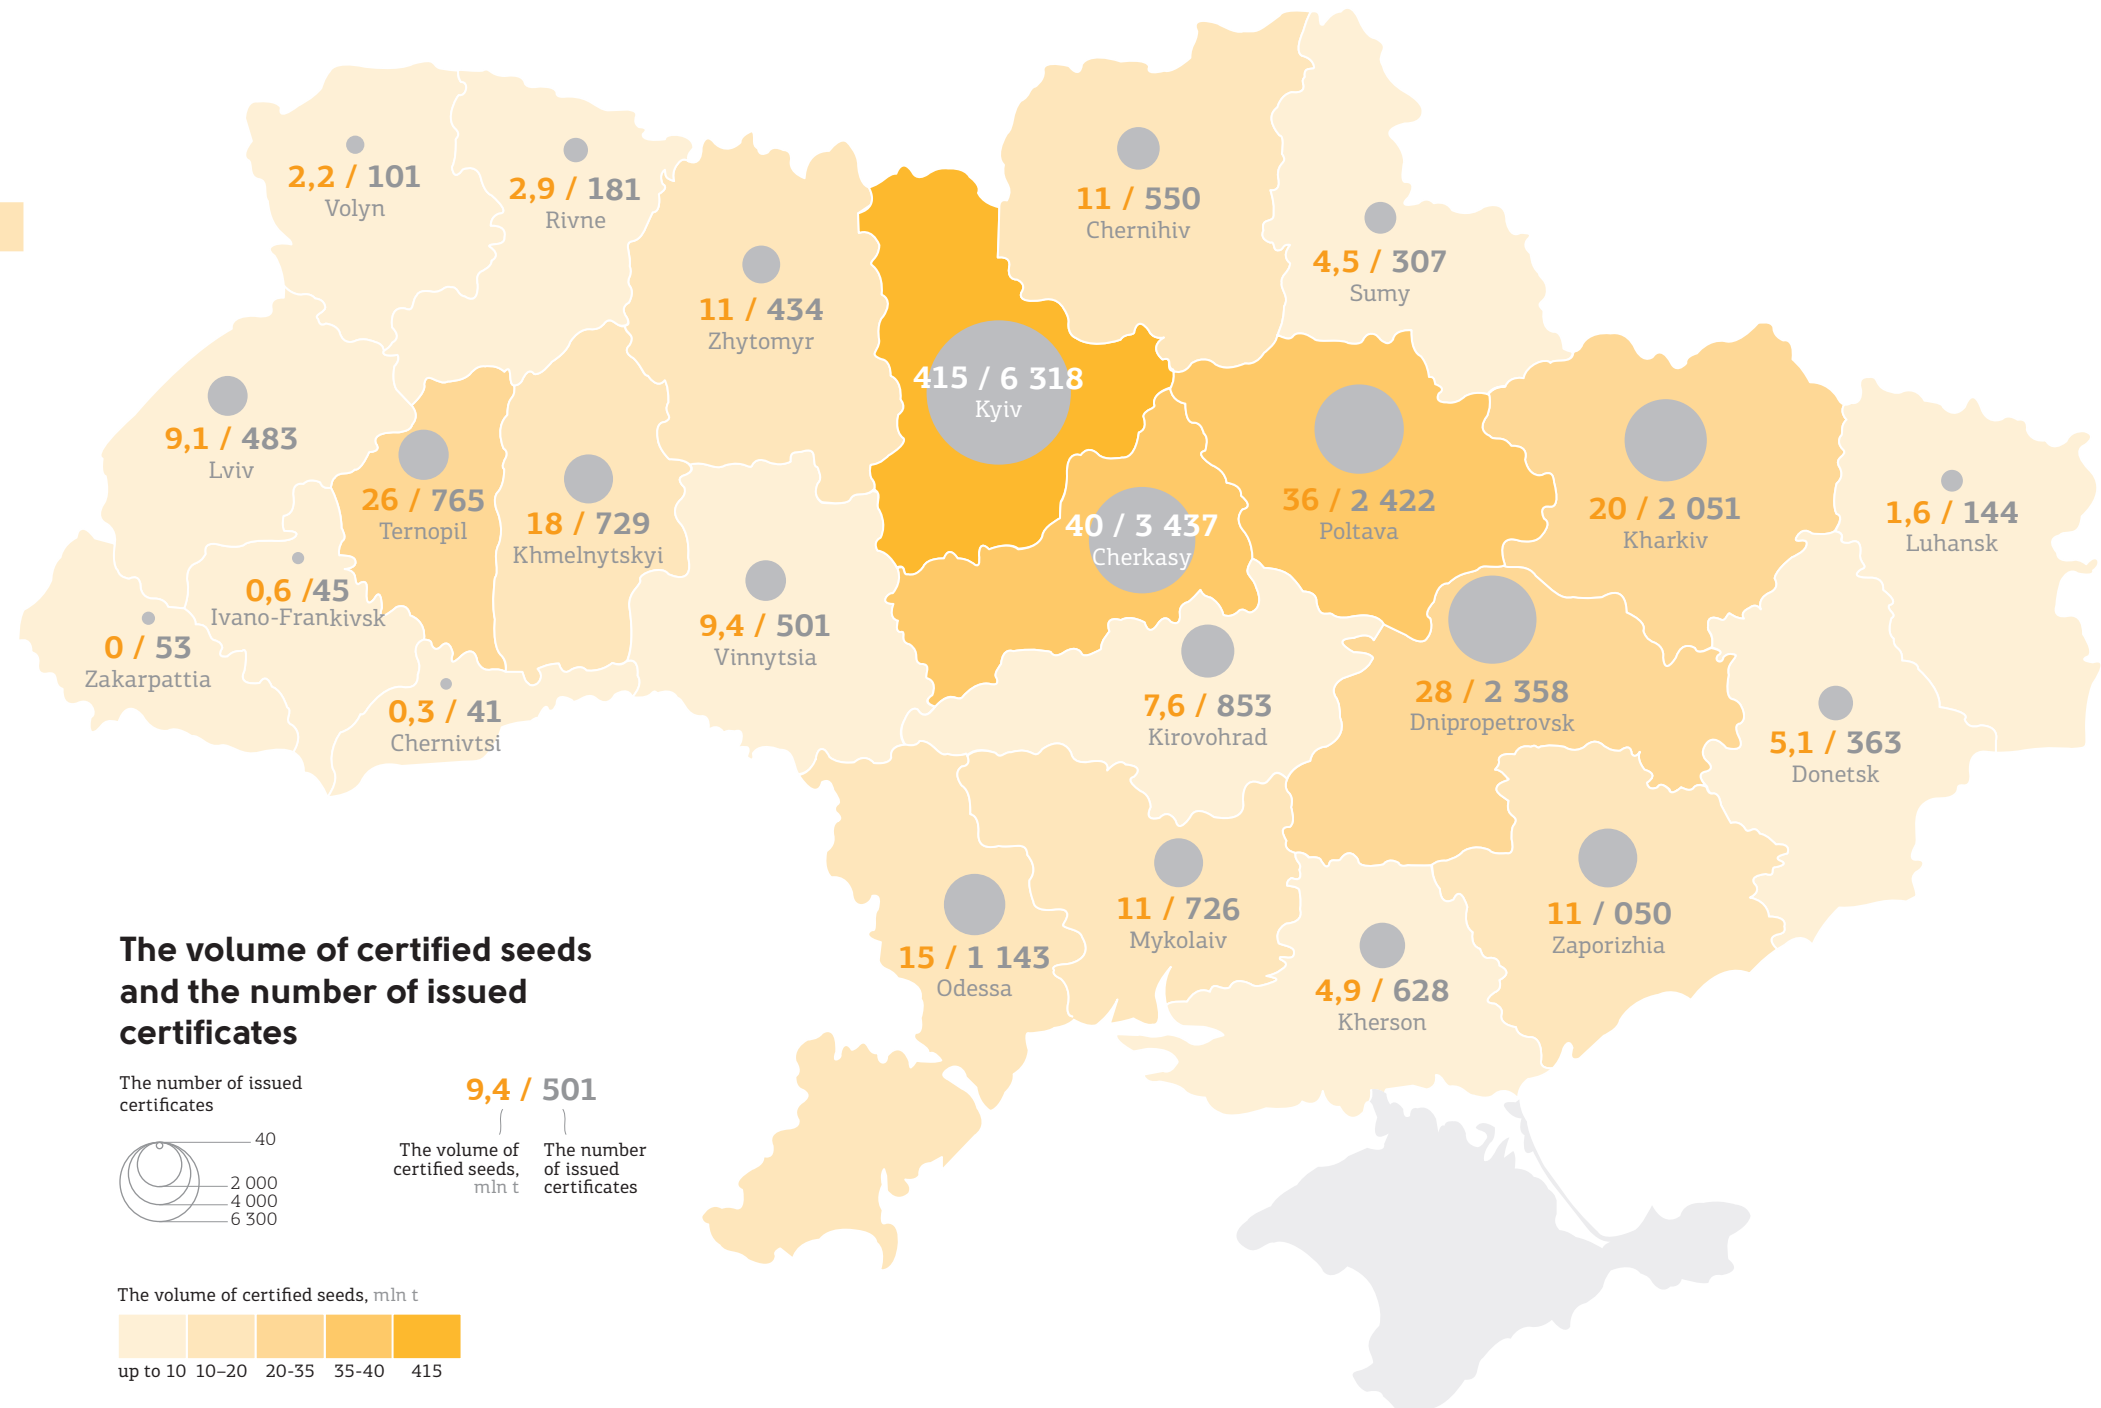 2,2 / 101
Volyn
2,9 / 181
Rivne
11 / 550
Chernihiv
4,5 / 307
Sumy
11 / 434
Zhytomyr
415 / 6 318
Kyiv
9,1 / 483
Lviv
26 / 765
Ternopil
18 / 729
Khmelnytskyi
40 / 3 437
Cherkasy
36 / 2 422
Poltava
20 / 2 051
Kharkiv
1,6 / 144
Luhansk
0,6 /45
Ivano-Frankivsk
0 / 53
Zakarpattia
0,3 / 41
Chernivtsi
9,4 / 501
Vinnytsia
7,6 / 853
Kirovohrad
28 / 2 358
Dnipropetrovsk
5,1 / 363
Donetsk
15 / 1 143
Odessa
11 / 726
Mykolaiv
4,9 / 628
Kherson
11 / 050
Zaporizhia
The volume of certified seeds
and the number of issued
certificates
The number of issued
certificates
40
2 000
4 000
6 300
9,4 / 501
The volume of
certified seeds,
mln t
The number
of issued
certificates
The volume of certified seeds, mln t
up to 10 10–20 20-35 35-40 415